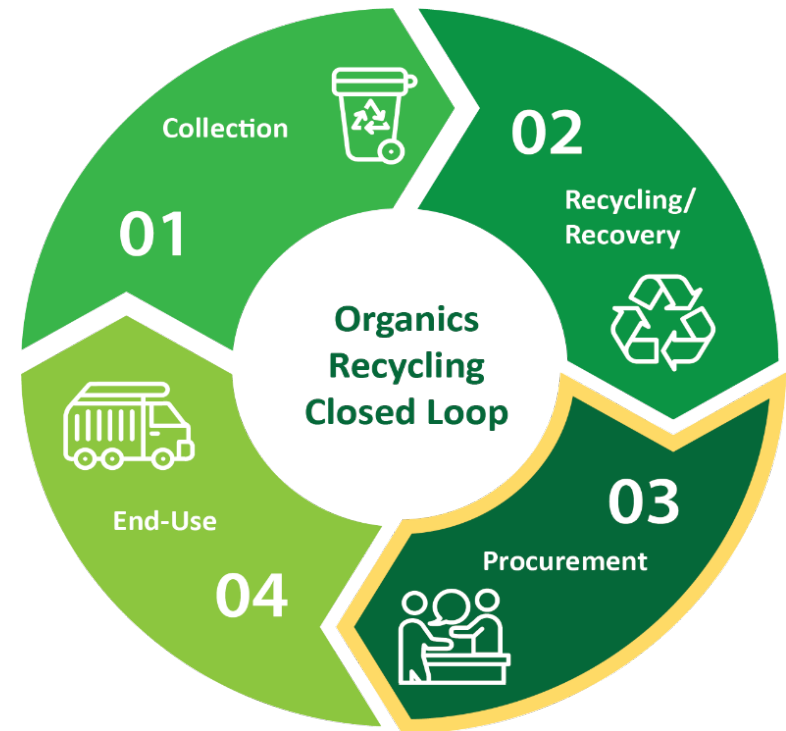 Collection
01
02
Recycling/
Recovery
03
Procurement
End-Use
04
Organics
Recycling
Closed Loop